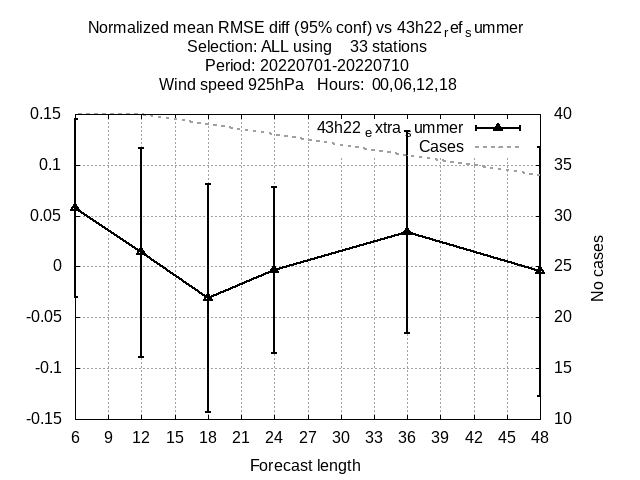 Normalized mean RMSE diff (95% conf) vs 43h22refsummer
Selection: ALL using 33 stations
Period: 20220701-20220710
Wind speed 925hPa Hours: 00,06,12,18
0.15 40
43h22extrasummer
Cases
0.1 35
0.05 30
0 25
-0.05 20
-0.1 15
-0.15 10
No cases
6 9 12 15 18 21 24 27 30 33 36 39 42 45 48
Forecast length